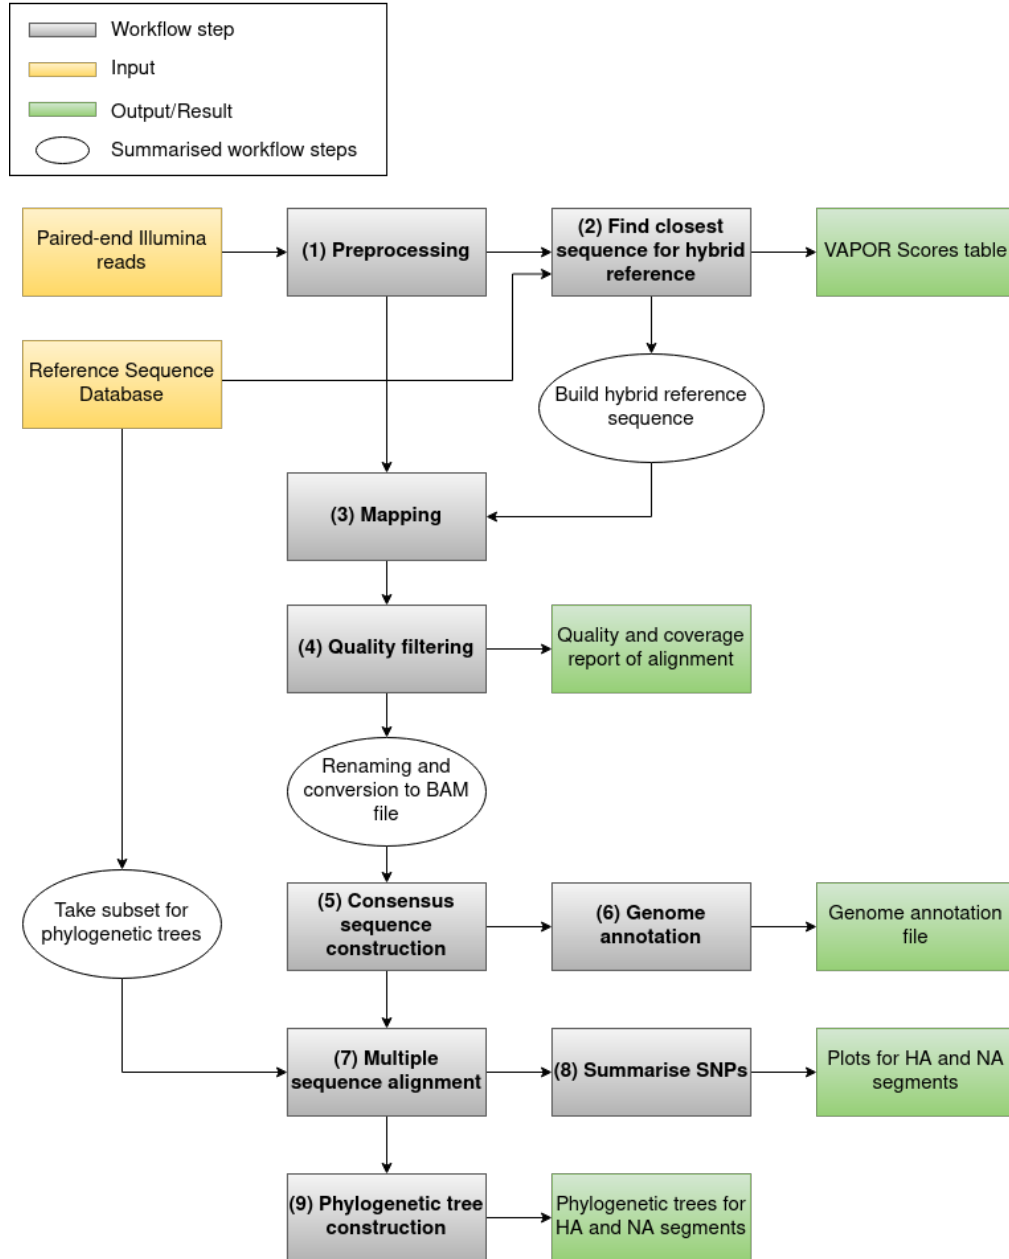 Workflow step
Input
Output/Result
Summarised workflow steps
Paired-end Illumina
reads
(1) Preprocessing
(2) Find closest
sequence for hybrid
reference
VAPOR Scores table
Reference Sequence
Database
Build hybrid reference
sequence
(3) Mapping
(4) Quality filtering
Quality and coverage
report of alignment
Renaming and
conversion to BAM
file
Take subset for
phylogenetic trees
(5) Consensus
sequence
construction
(6) Genome
annotation
Genome annotation
file
(7) Multiple
sequence alignment
(8) Summarise SNPs
Plots for HA and NA
segments
(9) Phylogenetic tree
construction
Phylogenetic trees for
HA and NA segments